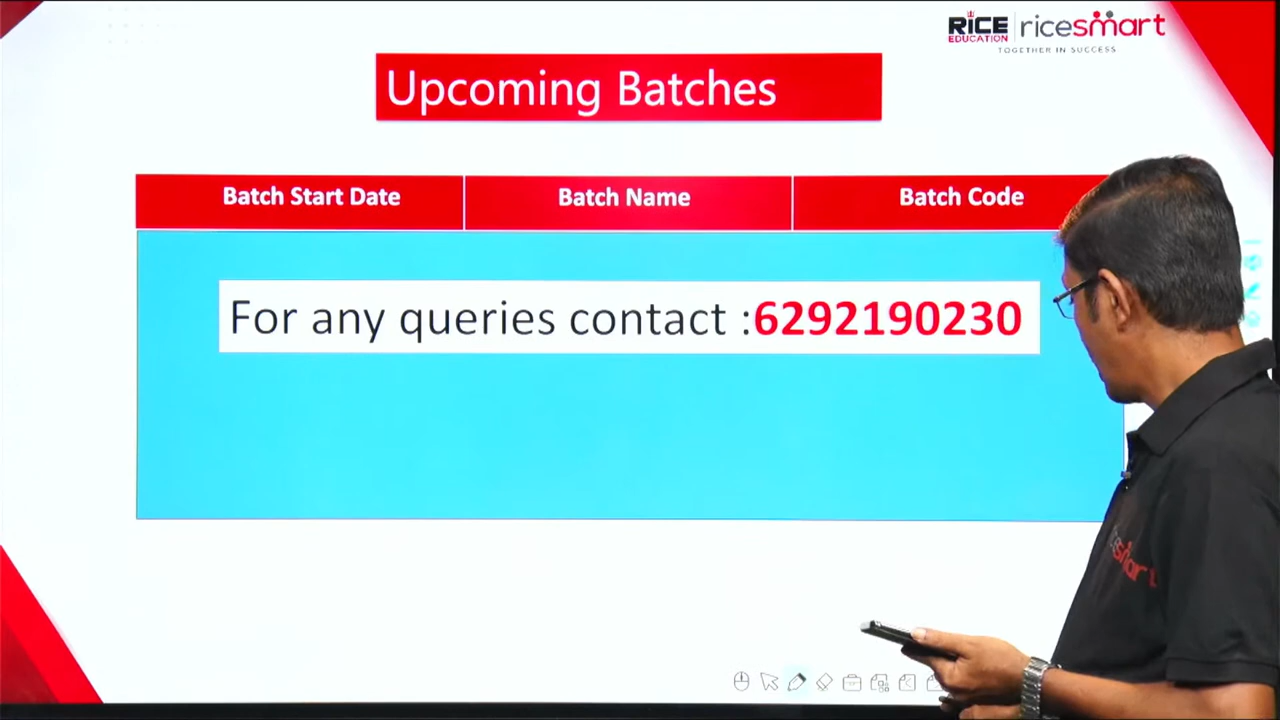 RICE
EDUCATION
ricesmart
TOGETHER IN SUCCESS
Upcoming Batches
Batch Start Date
Batch Name
Batch Code
For any queries contact :6292190230